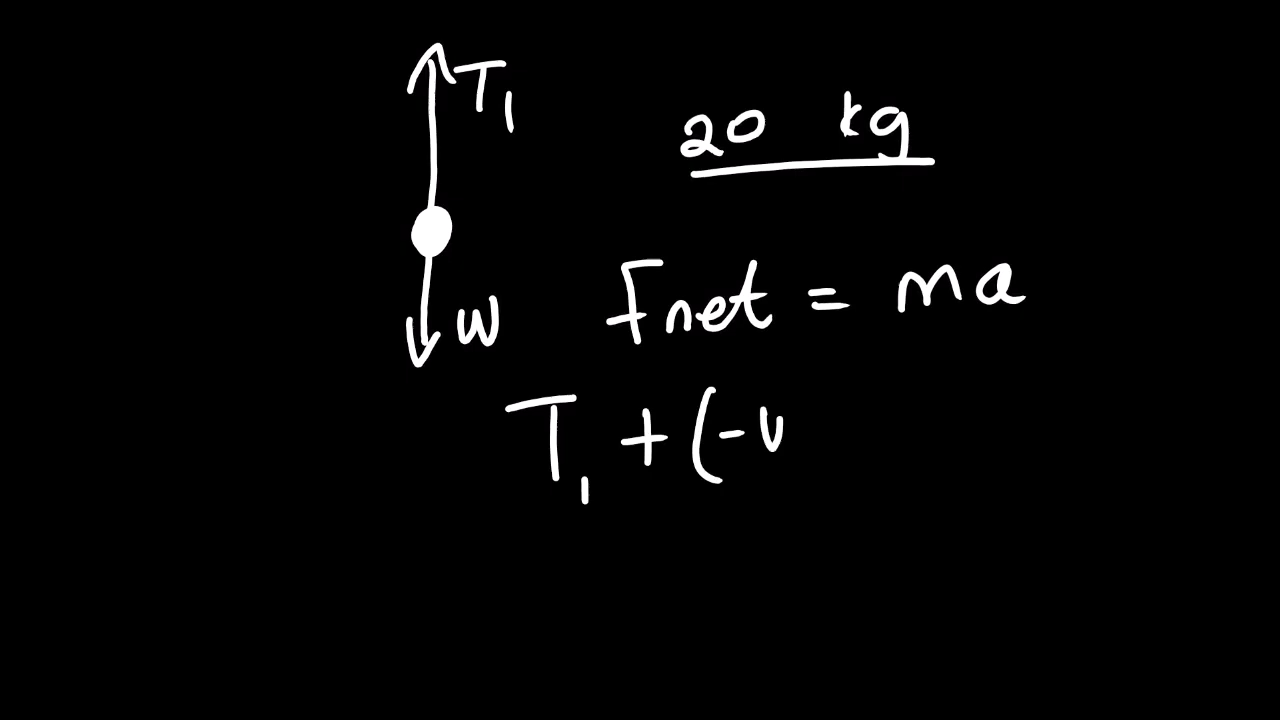 T1
20 kg
W
Fnet = ma
T1 + (-v